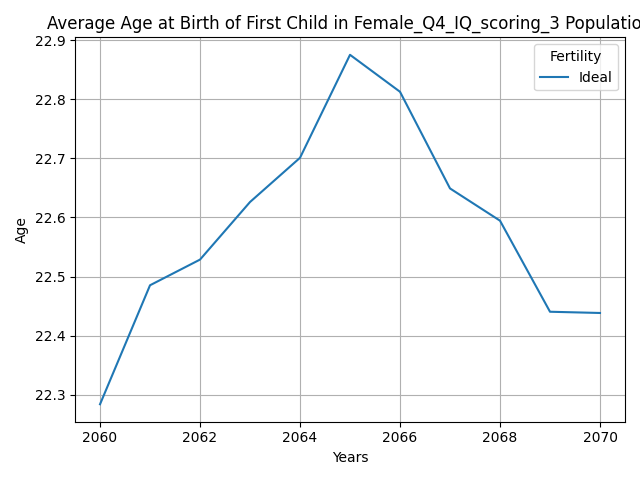 Average Age at Birth of First Child in Female_Q4_IQ_scoring_3 Populatio
22.9
22.8
22.7
22.6
22.5
22.4
22.3
Age
Fertility
Ideal
2060 2062 2064 2066 2068 2070
Years